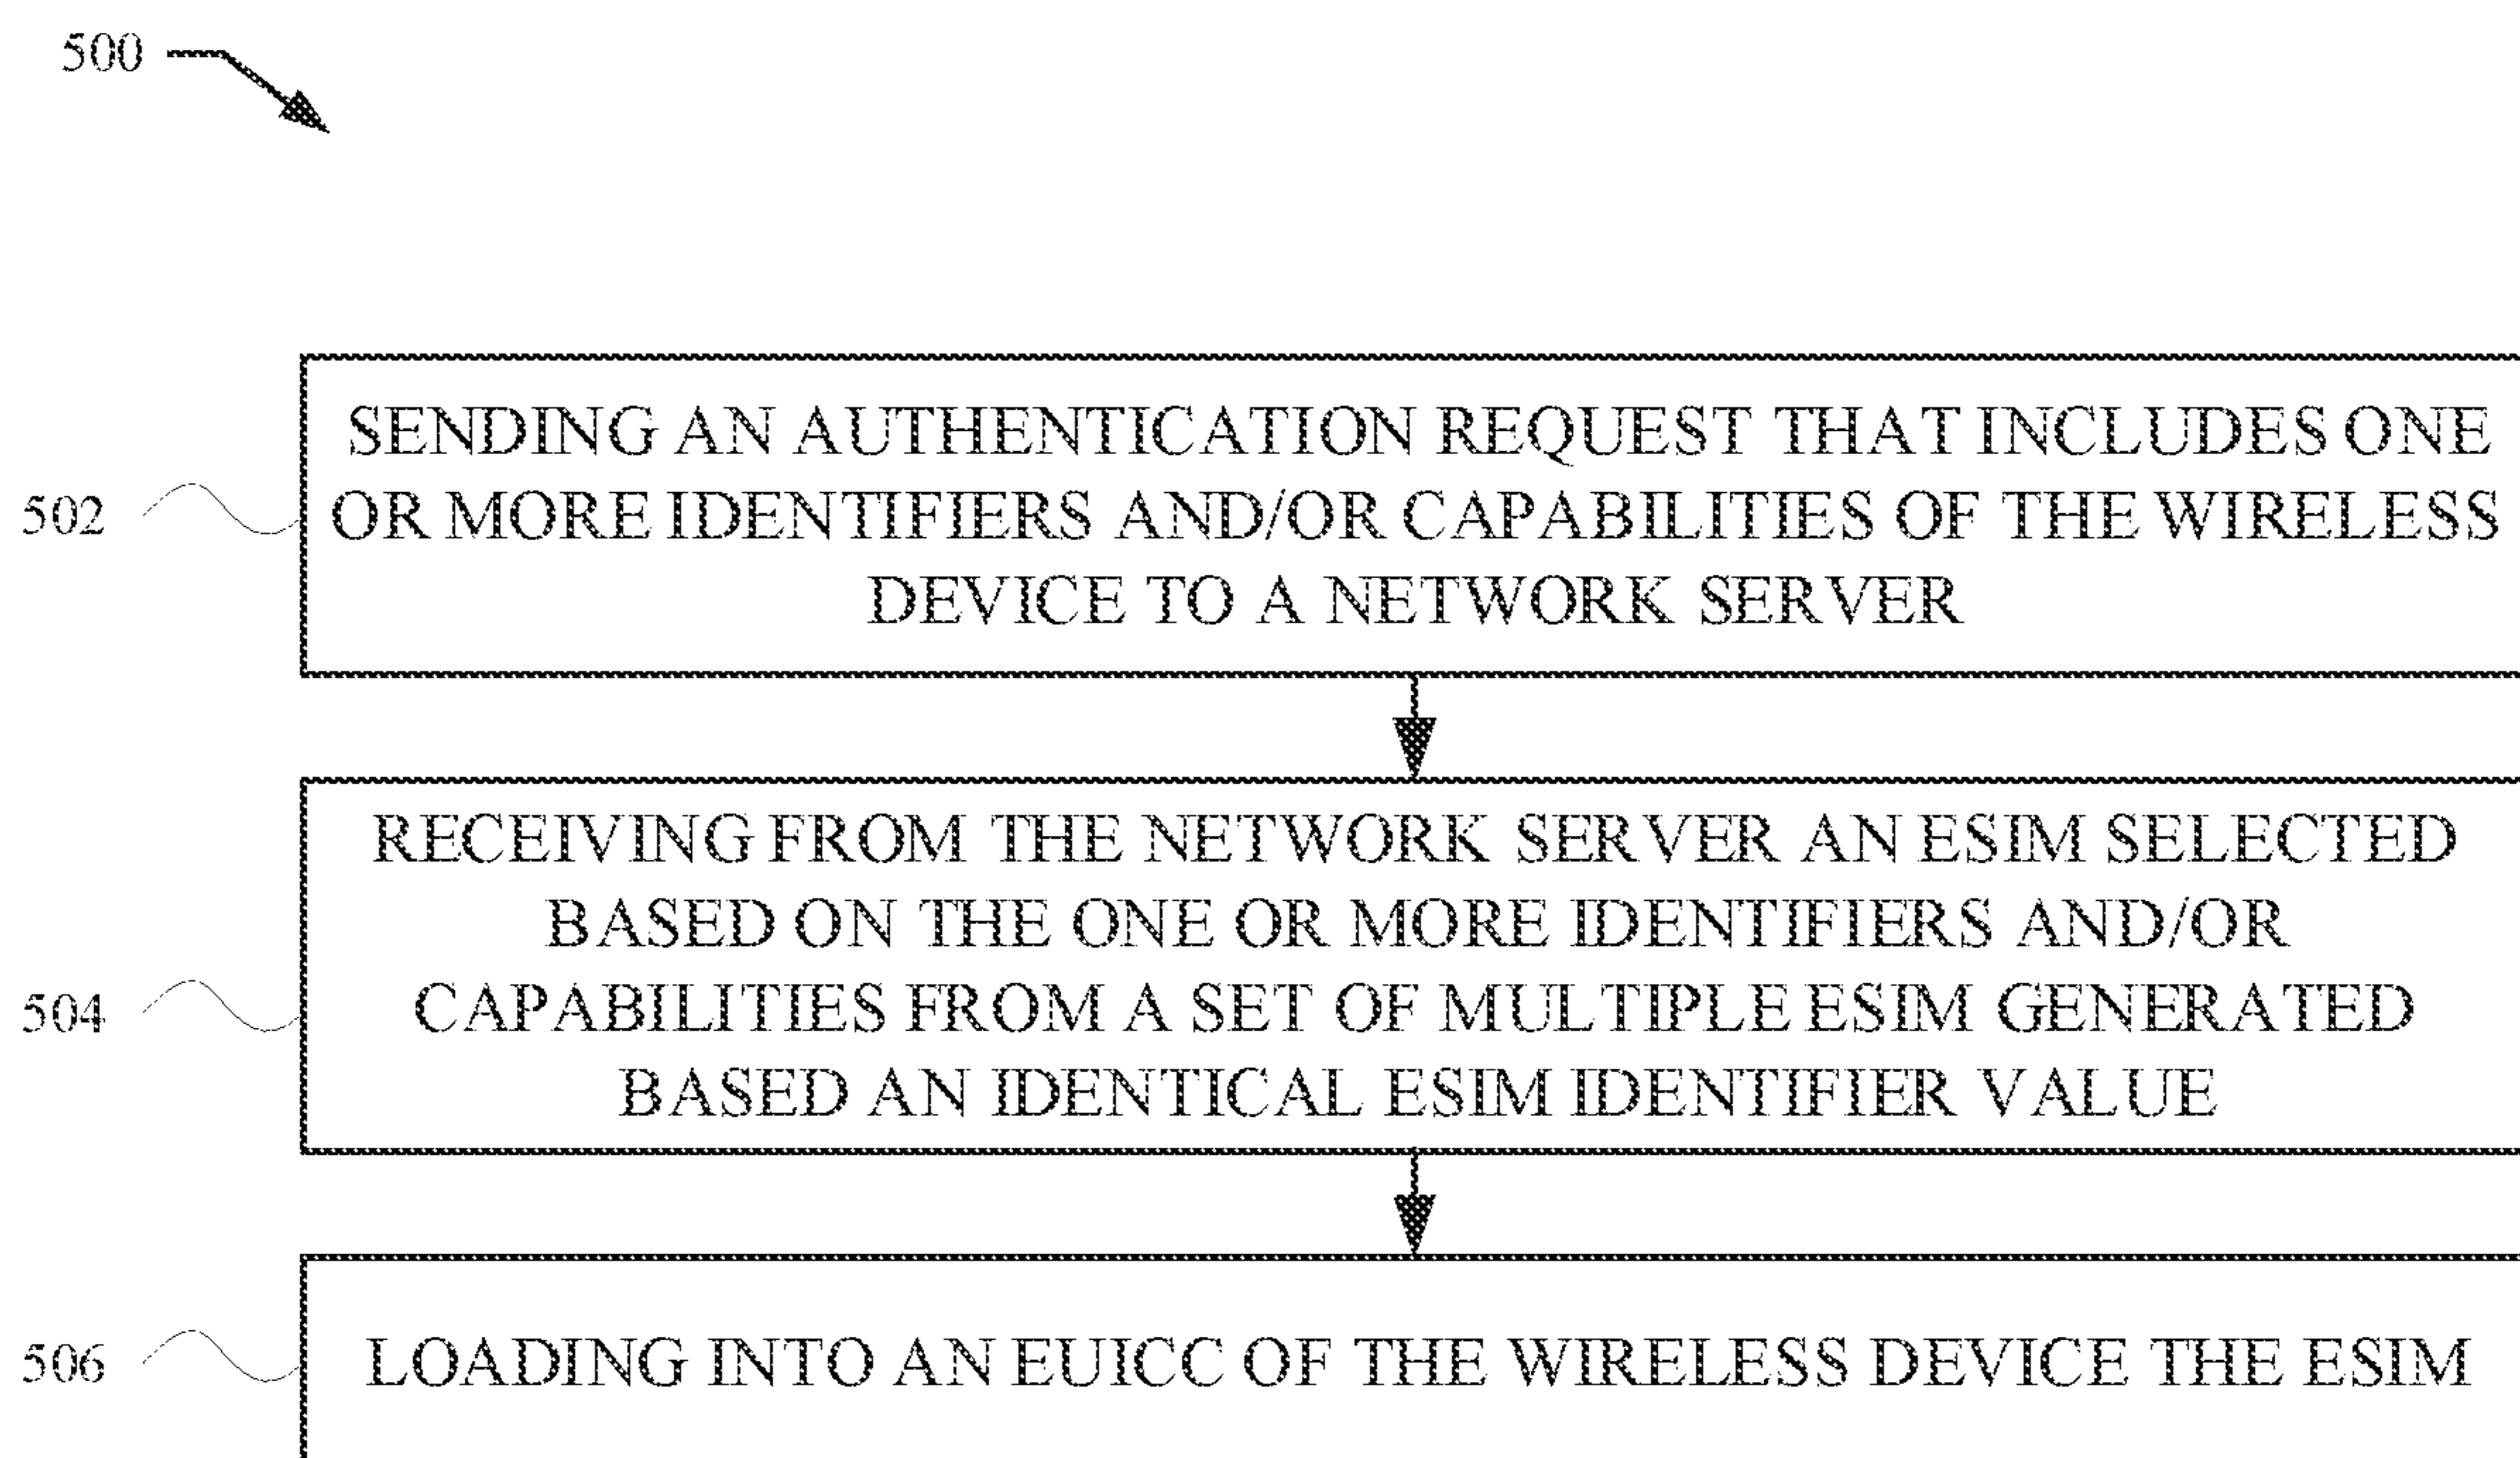 500
SENDING AN AUTHENTICATION REQUEST THAT INCLUDES ONE
502
OR MORE IDENTIFIERS AND/OR CAPABILITIES OF THE WIRELESS
DEVICE TO A NETWORK SERVER
RECEIVING FROM THE NETWORK SERVER AN ESIM SELECTED
BASED ON THE ONE OR MORE IDENTIFIERS AND/OR
504
CAPABILITIES FROM A SET OF MULTIPLE ESIM GENERATED
BASED AN IDENTICAL ESIM IDENTIFIER VALUE
506
LOADING INTO AN EUICC OF THE WIRELESS DEVICE THE ESIM